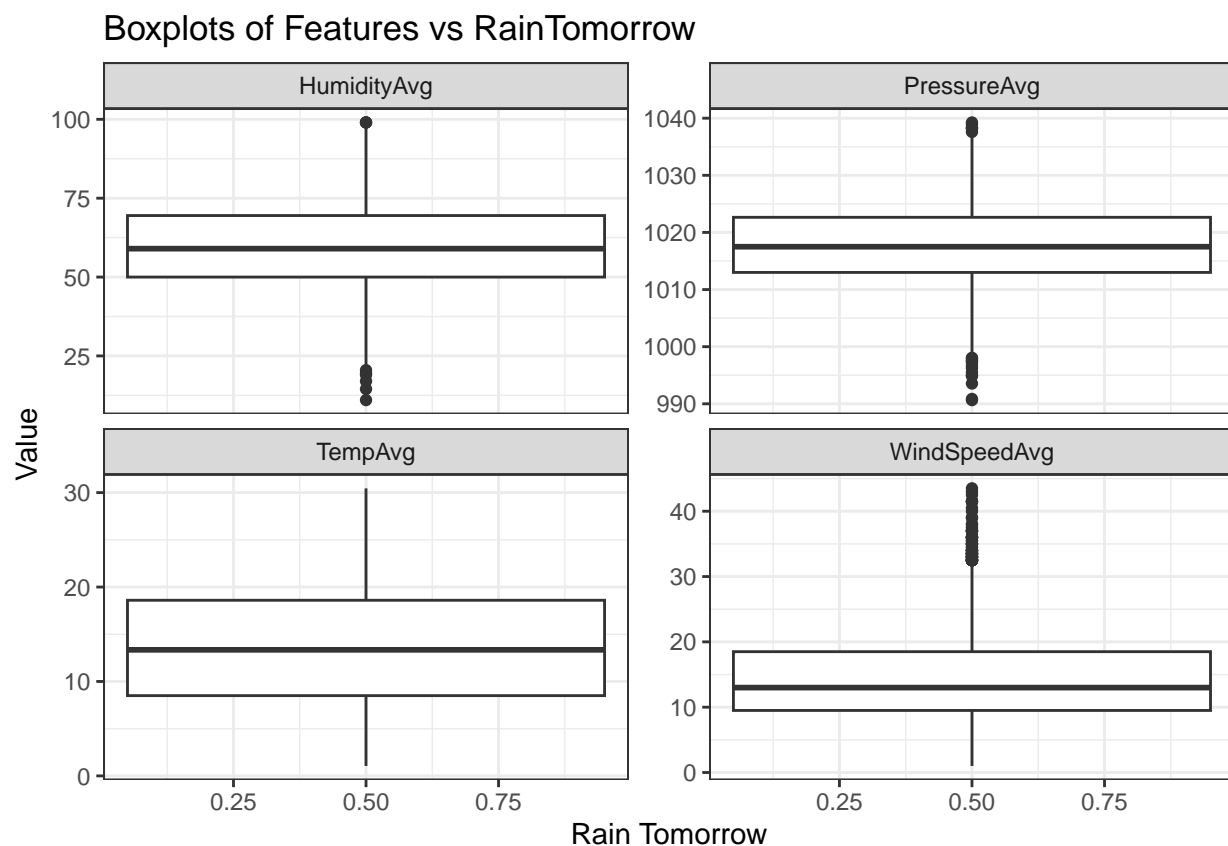 Boxplots of Features vs RainTomorrow
HumidityAvg
PressureAvg
100
75
50
25
1040
1030
1020
1010
1000
990
Value
TempAvg
WindSpeedAvg
30
20
10
0
40
30
20
10
0
0.25 0.50 0.75
0.25 0.50 0.75
Rain Tomorrow